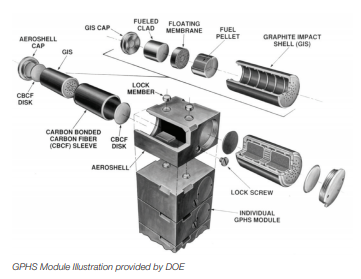 GIS CAP
FUELED
CLAD
FLOATING
MEMBRANE
FUEL
PELLET
GRAPHITE IMPACT
SHELL (GIS)
AEROSHELL
CAP
GIS
CBCF
DISK
LOCK
MEMBER
CARBON BONDED
CARBON FIBER
(CBCF) SLEEVE
CBCF
DISK
AEROSHELL
LOCK SCREW
INDIVIDUAL
GPHS MODULE
GPHS Module Illustration provided by DOE